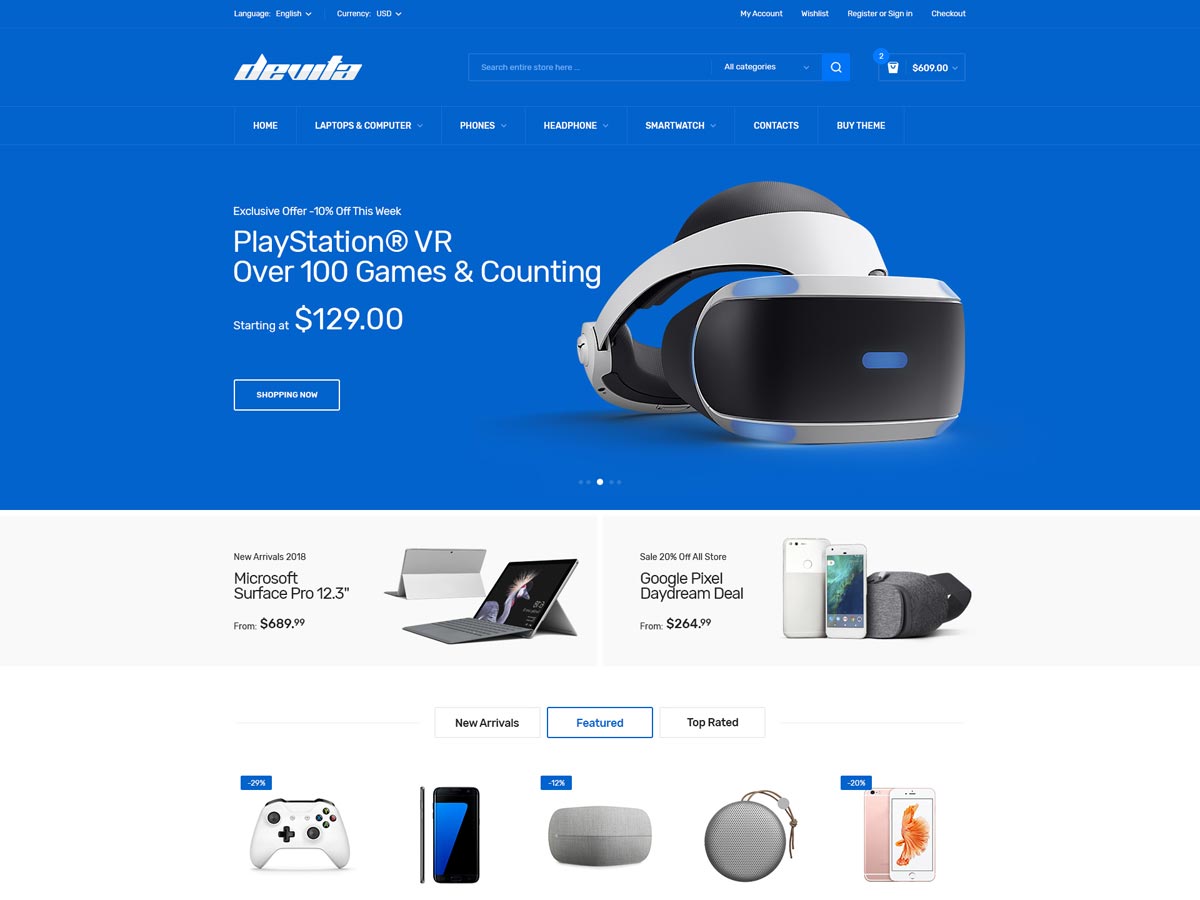 Language: English
Currency: USD
My Account
Wishlist
Register or Sign in
Checkout
devita
Search entire store here ...
All categories
2
$609.00
HOME
LAPTOPS & COMPUTER
PHONES
HEADPHONE
SMARTWATCH
CONTACTS
BUY THEME
Exclusive Offer -10% Off This Week
PlayStation® VR
Over 100 Games & Counting
Starting at $129.00
SHOPPING NOW
New Arrivals 2018
Microsoft
Surface Pro 12.3"
From: $689.99
Sale 20% Off All Store
Google Pixel
Daydream Deal
From: $264.99
New Arrivals
Featured
Top Rated
-29%
-12%
-20%